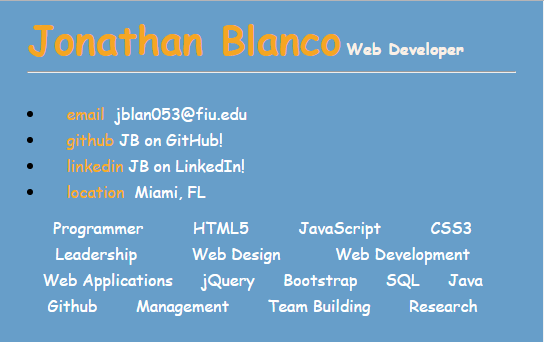 Jonathan Blanco Web Developer
email jblan053@fiu.edu
github JB on GitHub!
linkedin JB on LinkedIn!
location Miami, FL
Programmer HTML5 JavaScript CSS3
Leadership Web Design Web Development
Web Applications jQuery Bootstrap SQL Java
Github Management Team Building Research